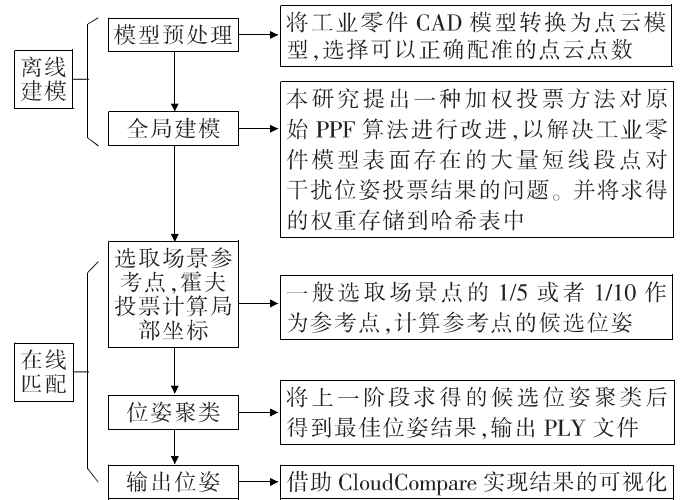 离线
建模
模型预处理
将工业零件 CAD 模型转换为点云模
型,选择可以正确配准的点云点数
全局建模
本研究提出一种加权投票方法对原
始 PPF 算法进行改进,以解决工业零
件模型表面存在的大量短线段点对
干扰位姿投票结果的问题。并将求得
的权重存储到哈希表中
在线
匹配
选取场景参
考点,霍夫
投票计算局
部坐标
一般选取场景点的 1/5 或者 1/10 作
为参考点,计算参考点的候选位姿
位姿聚类
将上一阶段求得的候选位姿聚类后
得到最佳位姿结果,输出 PLY 文件
输出位姿
借助 CloudCompare 实现结果的可视化